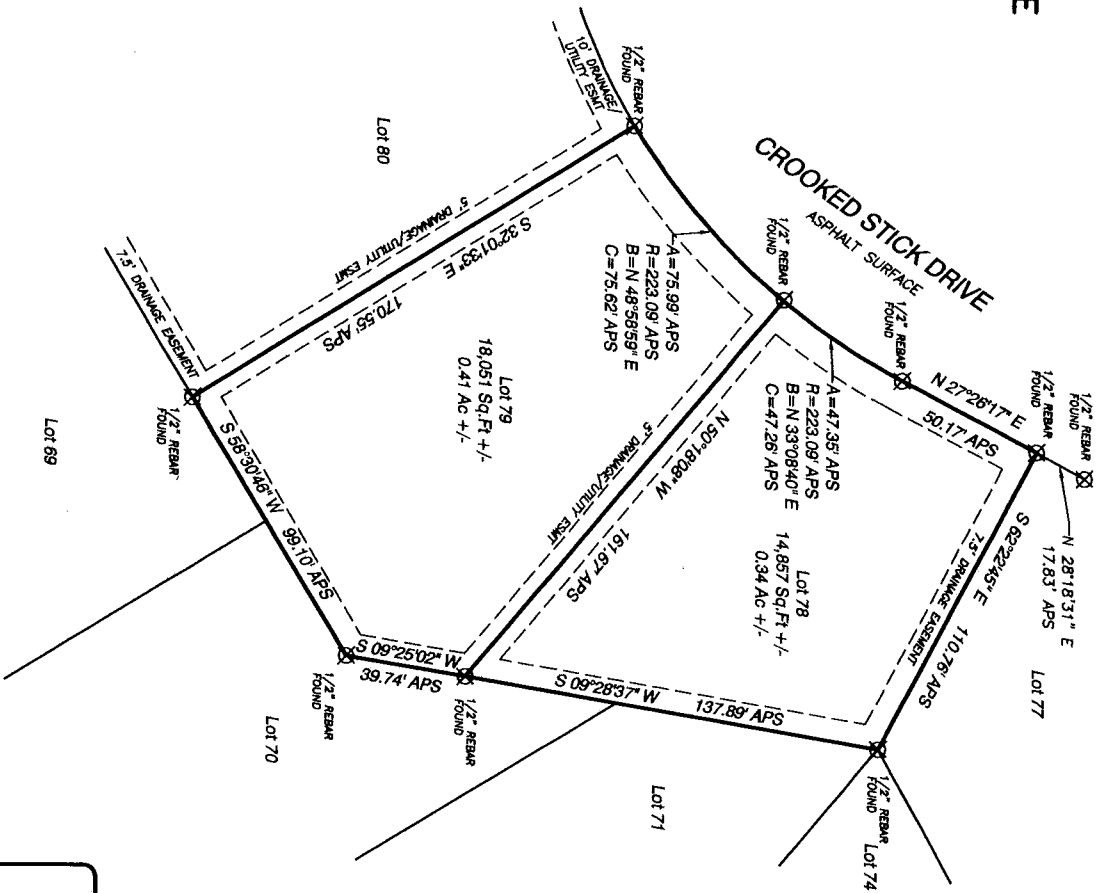 E
CROOKED STICK DRIVE
ASPHALT SURFACE
1/2" REBAR
FOUND
1/2" REBAR
FOUND
1/2" REBAR
FOUND
1/2" REBAR
FOUND
1/2" REBAR
FOUND
10' DRAINAGE/
UTILITY ESMT
N 28°18'31" E
17.83' APS
N 27°26'17" E
50.17' APS
A=47.35' APS
R=223.09' APS
B=N 33°08'40" E
C=47.26' APS
A=75.99' APS
R=223.09' APS
B=N 48°58'59" E
C=75.62' APS
S 62°22'45" E 110.76' APS
7.5' DRAINAGE EASEMENT
Lot 77
Lot 78
14,857 Sq.Ft +/-
0.34 Ac +/-
N 50°18'08" W
161.67' APS
5' DRAINAGE/UTILITY ESMT
Lot 79
18,051 Sq.Ft +/-
0.41 Ac +/-
S 32°01'33" E
170.55' APS
5' DRAINAGE/UTILITY ESMT
Lot 80
7.5' DRAINAGE EASEMENT
1/2" REBAR
FOUND
S 58°30'46" W 99.10' APS
Lot 69
S 09°25'02" W
39.74' APS
1/2" REBAR
FOUND
1/2" REBAR
FOUND
S 09°28'37" W 137.89' APS
1/2" REBAR
FOUND
Lot 70
Lot 71
Lot 74